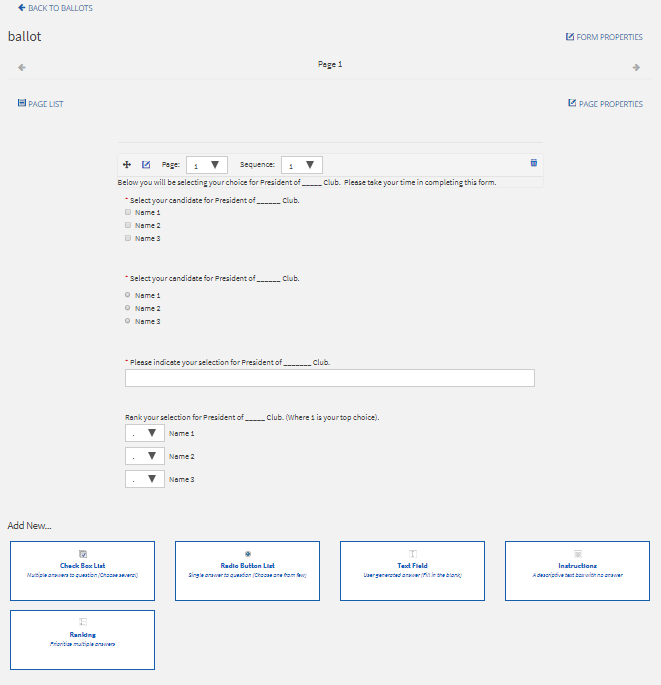 BACK TO BALLOTS
ballot
FORM PROPERTIES
Page 1
PAGE LIST
PAGE PROPERTIES
Page: 1 Sequence: 1
Below you will be selecting your choice for President of _____ Club. Please take your time in completing this form.
* Select your candidate for President of ______ Club.
Name 1
Name 2
Name 3
* Select your candidate for President of ______ Club.
Name 1
Name 2
Name 3
* Please indicate your selection for President of _______ Club.
Rank your selection for President of _____ Club. (Where 1 is your top choice).
. Name 1
. Name 2
. Name 3
Add New...
Check Box List
Multiple answers to question (Choose several)
Radio Button List
Single answer to question (Choose one from few)
Text Field
User generated answer (Fill in the blank)
Instructions
A descriptive text box with no answer
Ranking
Prioritise multiple answers